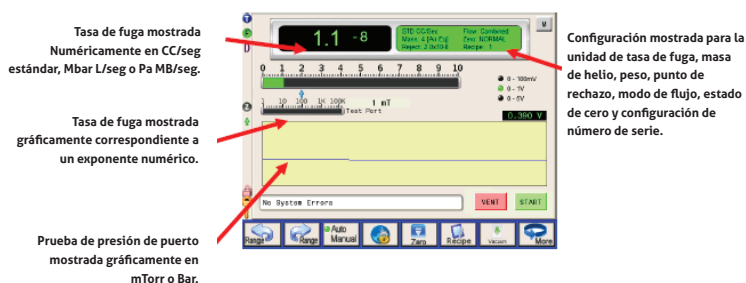 Tasa de fuga mostrada
Numéricamente en CC/seg
estándar, Mbar L/seg o Pa MB/seg.
Tasa de fuga mostrada
gráficamente correspondiente a
un exponente numérico.
Prueba de presión de puerto
mostrada gráficamente en
mTorr o Bar.
1.1 -8
STD CC/Sec Flow: Combined
Mass: 4 (Au Eq) Zero: NORMAL
Reject: 2.0x10-8 Recipe: 1
M
0 1 2 3 4 5 6 7 8 9 10
0 - 100mV
0 - 1V
0 - 5V
1 10 100 1K 100K 1 mT
Test Port
0.390 V
No System Errors
VENT START
Range Range Auto Manual Zero Recipe Vacuum More
Configuración mostrada para la
unidad de tasa de fuga, masa
de helio, peso, punto de
rechazo, modo de flujo, estado
de cero y configuración de
número de serie.